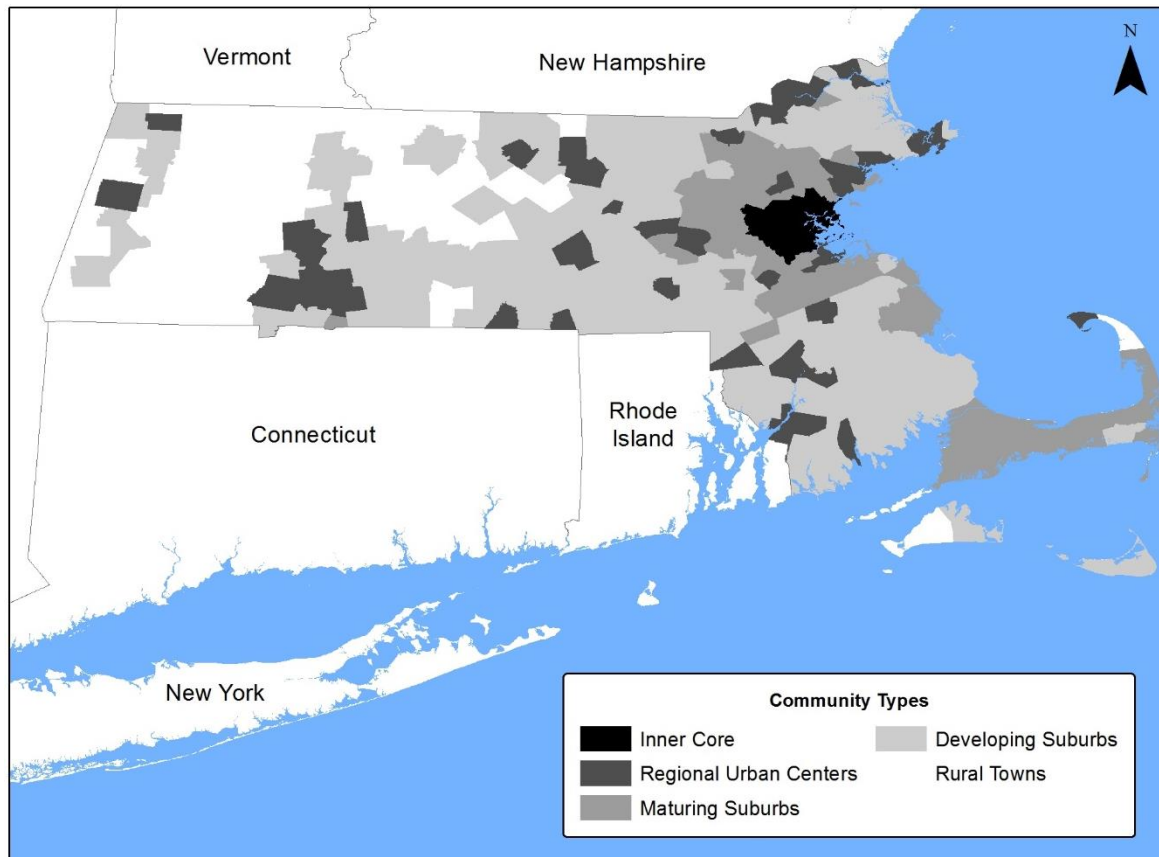 Vermont
New Hampshire
N
Connecticut
Rhode
Island
New York
Community Types
Inner Core
Developing Suburbs
Regional Urban Centers
Rural Towns
Maturing Suburbs